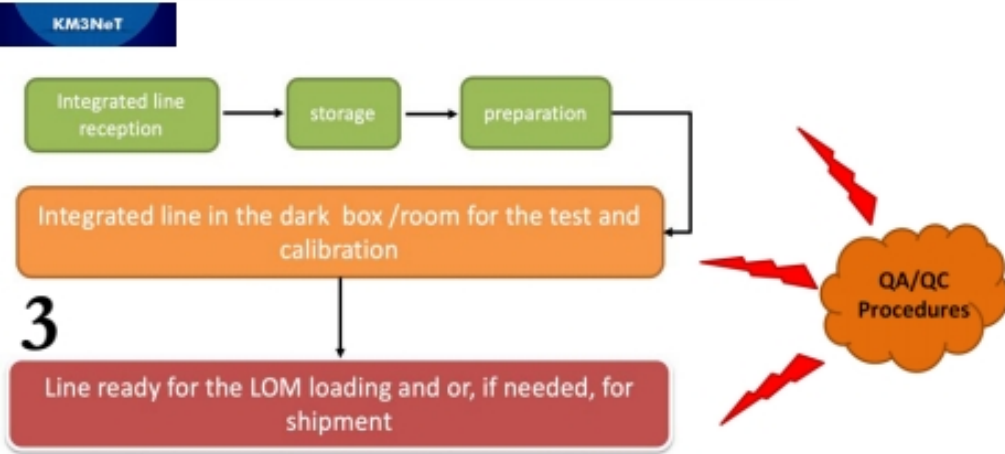 KM3NeT
Integrated line
reception
storage
preparation
Integrated line in the dark box /room for the test and
calibration
QA/QC
Procedures
3
Line ready for the LOM loading and or, if needed, for
shipment